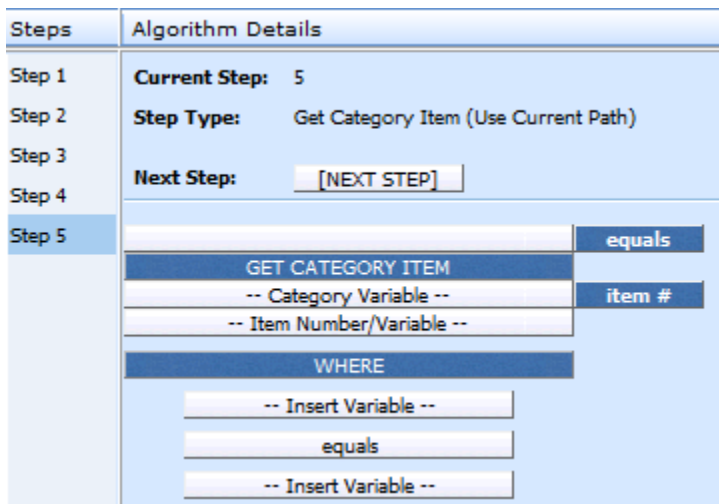 Steps
Algorithm Details
Step 1
Step 2
Step 3
Step 4
Step 5
Current Step: 5
Step Type: Get Category Item (Use Current Path)
Next Step: [NEXT STEP]
equals
GET CATEGORY ITEM
-- Category Variable -- item #
-- Item Number/Variable --
WHERE
-- Insert Variable --
equals
-- Insert Variable --